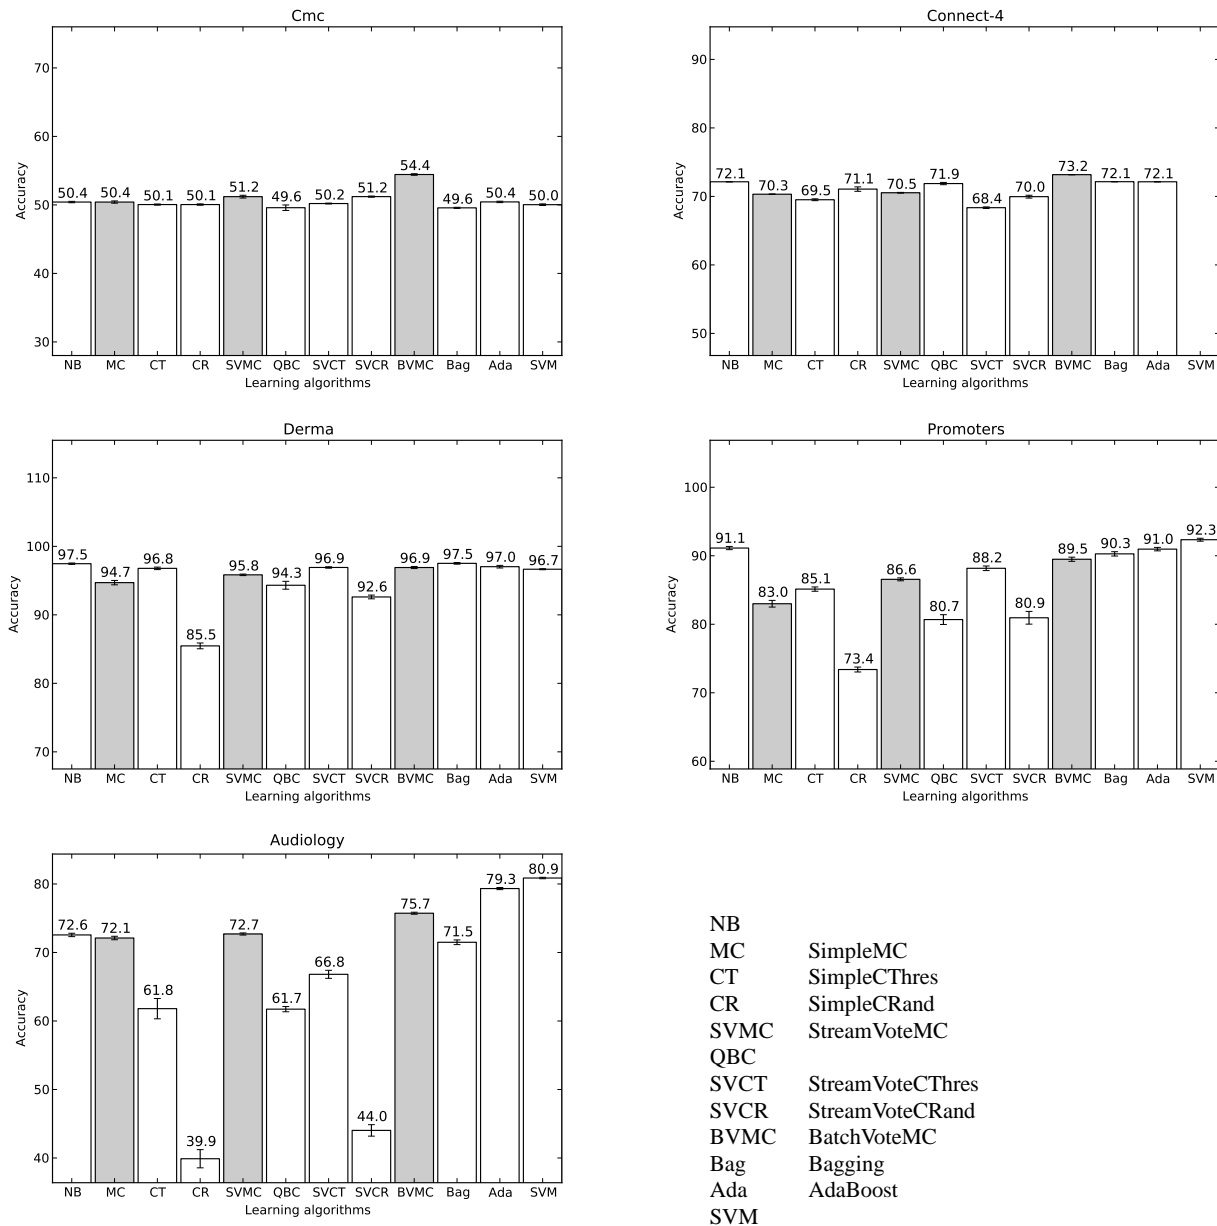 Cmc
70
60
50
40
30
Accuracy
50.4 50.4 50.1 50.1 51.2 49.6 50.2 51.2 54.4 49.6 50.4 50.0
NB MC CT CR SVMC QBC SVCT SVCR BVMC Bag Ada SVM
Learning algorithms
Connect-4
90
80
70
60
50
Accuracy
72.1 70.3 69.5 71.1 70.5 71.9 68.4 70.0 73.2 72.1 72.1
NB MC CT CR SVMC QBC SVCT SVCR BVMC Bag Ada SVM
Learning algorithms
Derma
110
100
90
80
70
Accuracy
97.5 94.7 96.8 85.5 95.8 94.3 96.9 92.6 96.9 97.5 97.0 96.7
NB MC CT CR SVMC QBC SVCT SVCR BVMC Bag Ada SVM
Learning algorithms
Promoters
100
90
80
70
60
Accuracy
91.1 83.0 85.1 73.4 86.6 80.7 88.2 80.9 89.5 90.3 91.0 92.3
NB MC CT CR SVMC QBC SVCT SVCR BVMC Bag Ada SVM
Learning algorithms
Audiology
80
70
60
50
40
Accuracy
72.6 72.1 61.8 39.9 72.7 61.7 66.8 44.0 75.7 71.5 79.3 80.9
NB MC CT CR SVMC QBC SVCT SVCR BVMC Bag Ada SVM
Learning algorithms
NB
MC SimpleMC
CT SimpleCThres
CR SimpleCRand
SVMC StreamVoteMC
QBC
SVCT StreamVoteCThres
SVCR StreamVoteCRand
BVMC BatchVoteMC
Bag Bagging
Ada AdaBoost
SVM